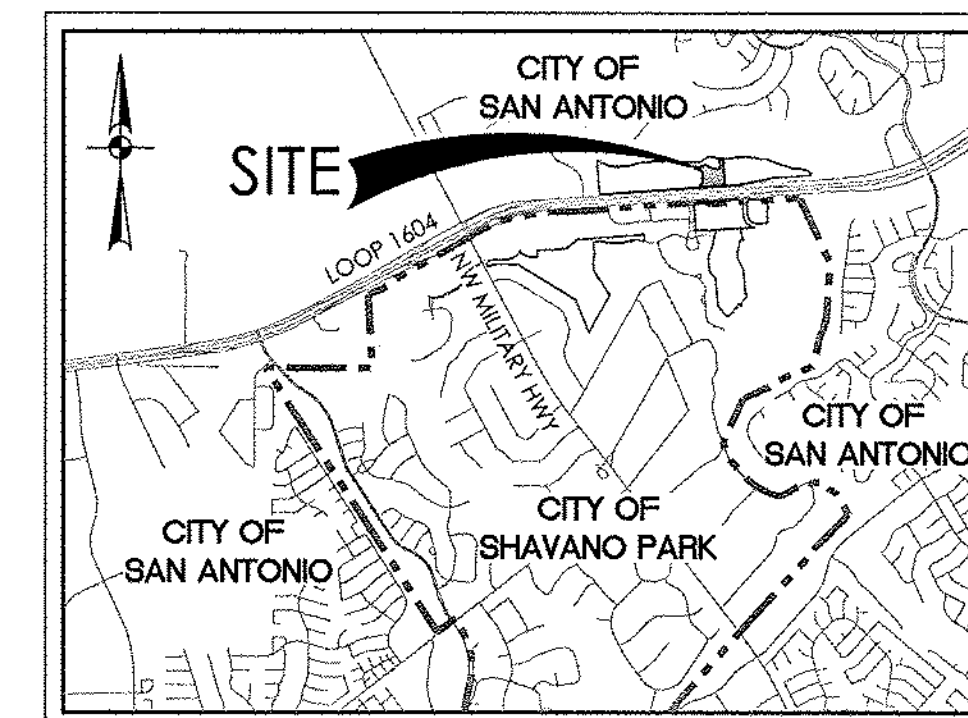 CITY OF
SAN ANTONIO
SITE
LOOP 1604
NW MILITARY HWY
CITY OF
SAN ANTONIO
CITY OF
SHAVANO PARK
CITY OF
SAN ANTONIO